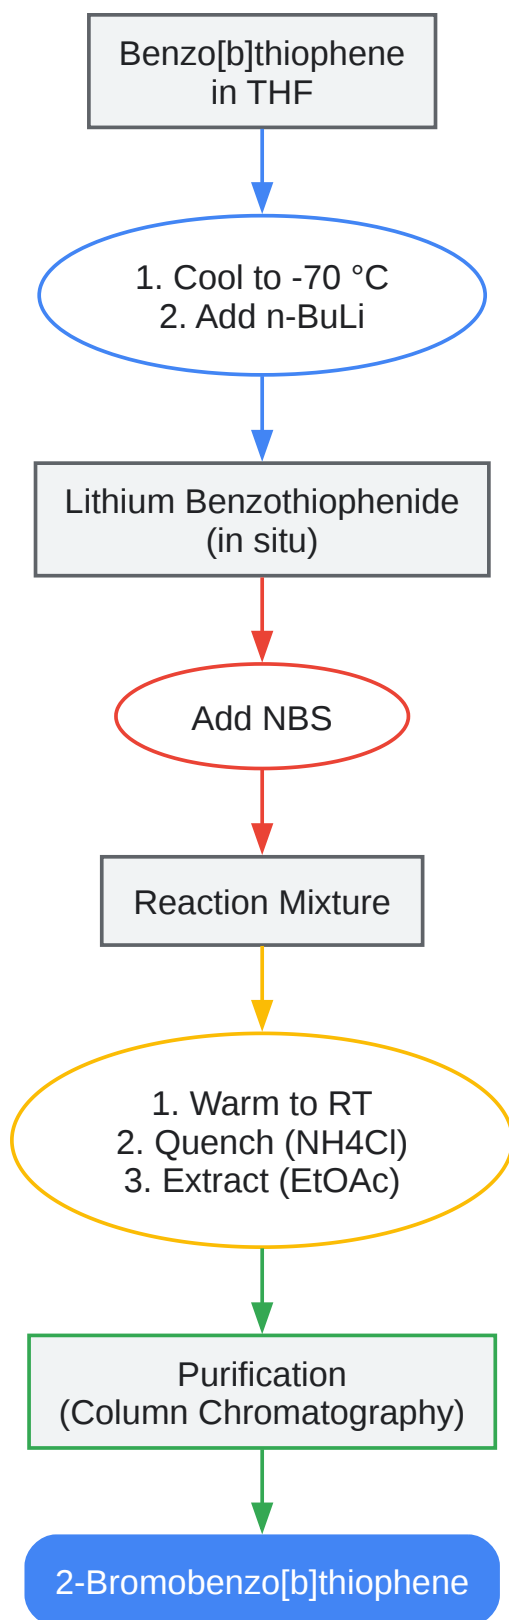 Benzo[b]thiophene
in THF
1. Cool to -70 °C
2. Add n-BuLi
Lithium Benzothiophenide
(in situ)
Add NBS
Reaction Mixture
1. Warm to RT
2. Quench (NH4Cl)
3. Extract (EtOAc)
Purification
(Column Chromatography)
2-Bromobenzo[b]thiophene